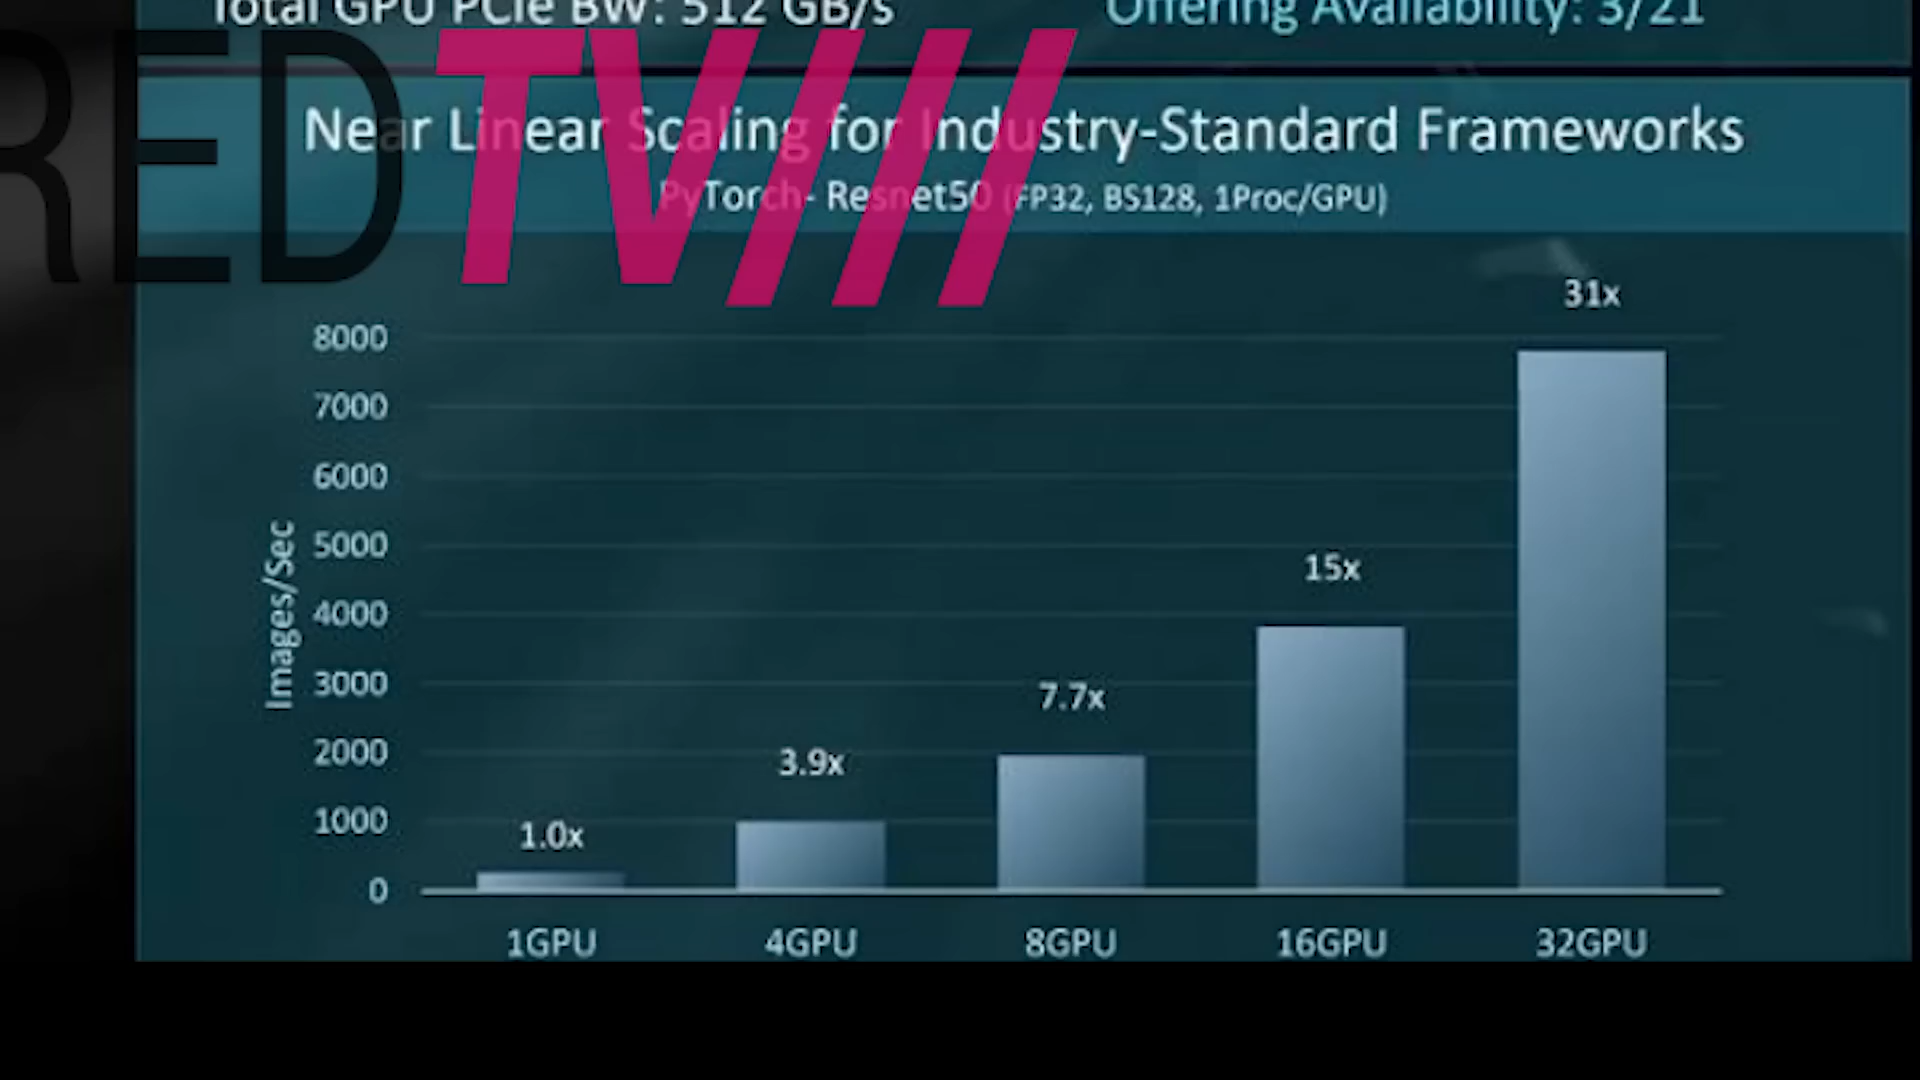 Total GPU PCIe BW: 512 GB/s
Offering Availability: 3/21
RED TV///
Near Linear Scaling for Industry-Standard Frameworks
PyTorch- Resnet50 (FP32, BS128, 1Proc/GPU)
Images/Sec
8000
7000
6000
5000
4000
3000
2000
1000
0
1.0x
3.9x
7.7x
15x
31x
1GPU
4GPU
8GPU
16GPU
32GPU